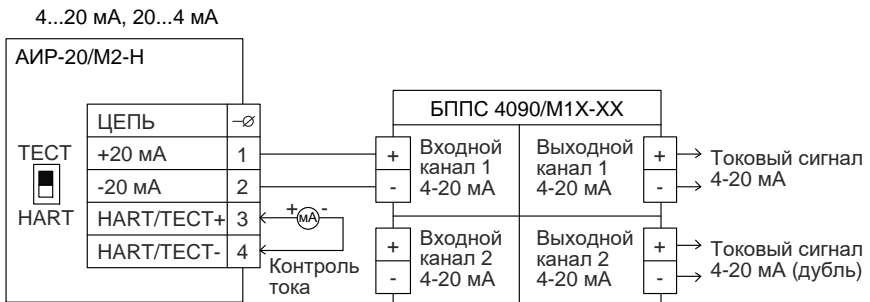 4...20 мА, 20...4 мА
АИР-20/М2-Н
БППС 4090/М1Х-ХХ
ЦЕПЬ
ТЕСТ
HART
+20 мА 1
-20 мА 2
HART/ТЕСТ+ 3
HART/ТЕСТ- 4
+ мА -
Контроль
тока
+
-
Входной
канал 1
4-20 мА
Выходной
канал 1
4-20 мА
+
-
Токовый сигнал
4-20 мА
+
-
Входной
канал 2
4-20 мА
Выходной
канал 2
4-20 мА
+
-
Токовый сигнал
4-20 мА (дубль)